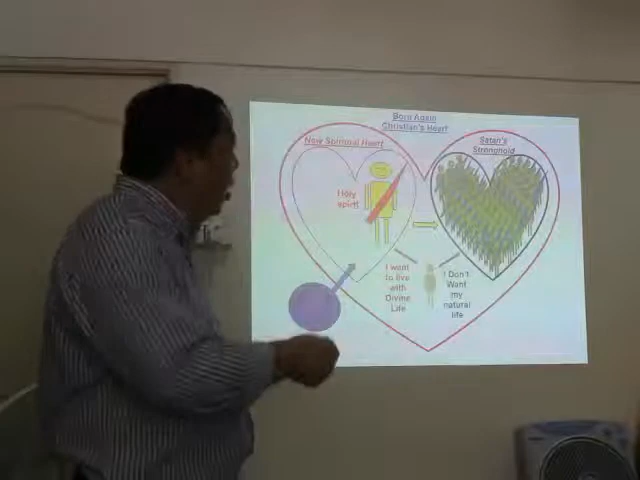 Born Again
Christian's Heart
New Spiritual Heart
Satan's
Stronghold
Holy
spirit
I want
to live
with
Divine
Life
I Don't
Want
my
natural
life